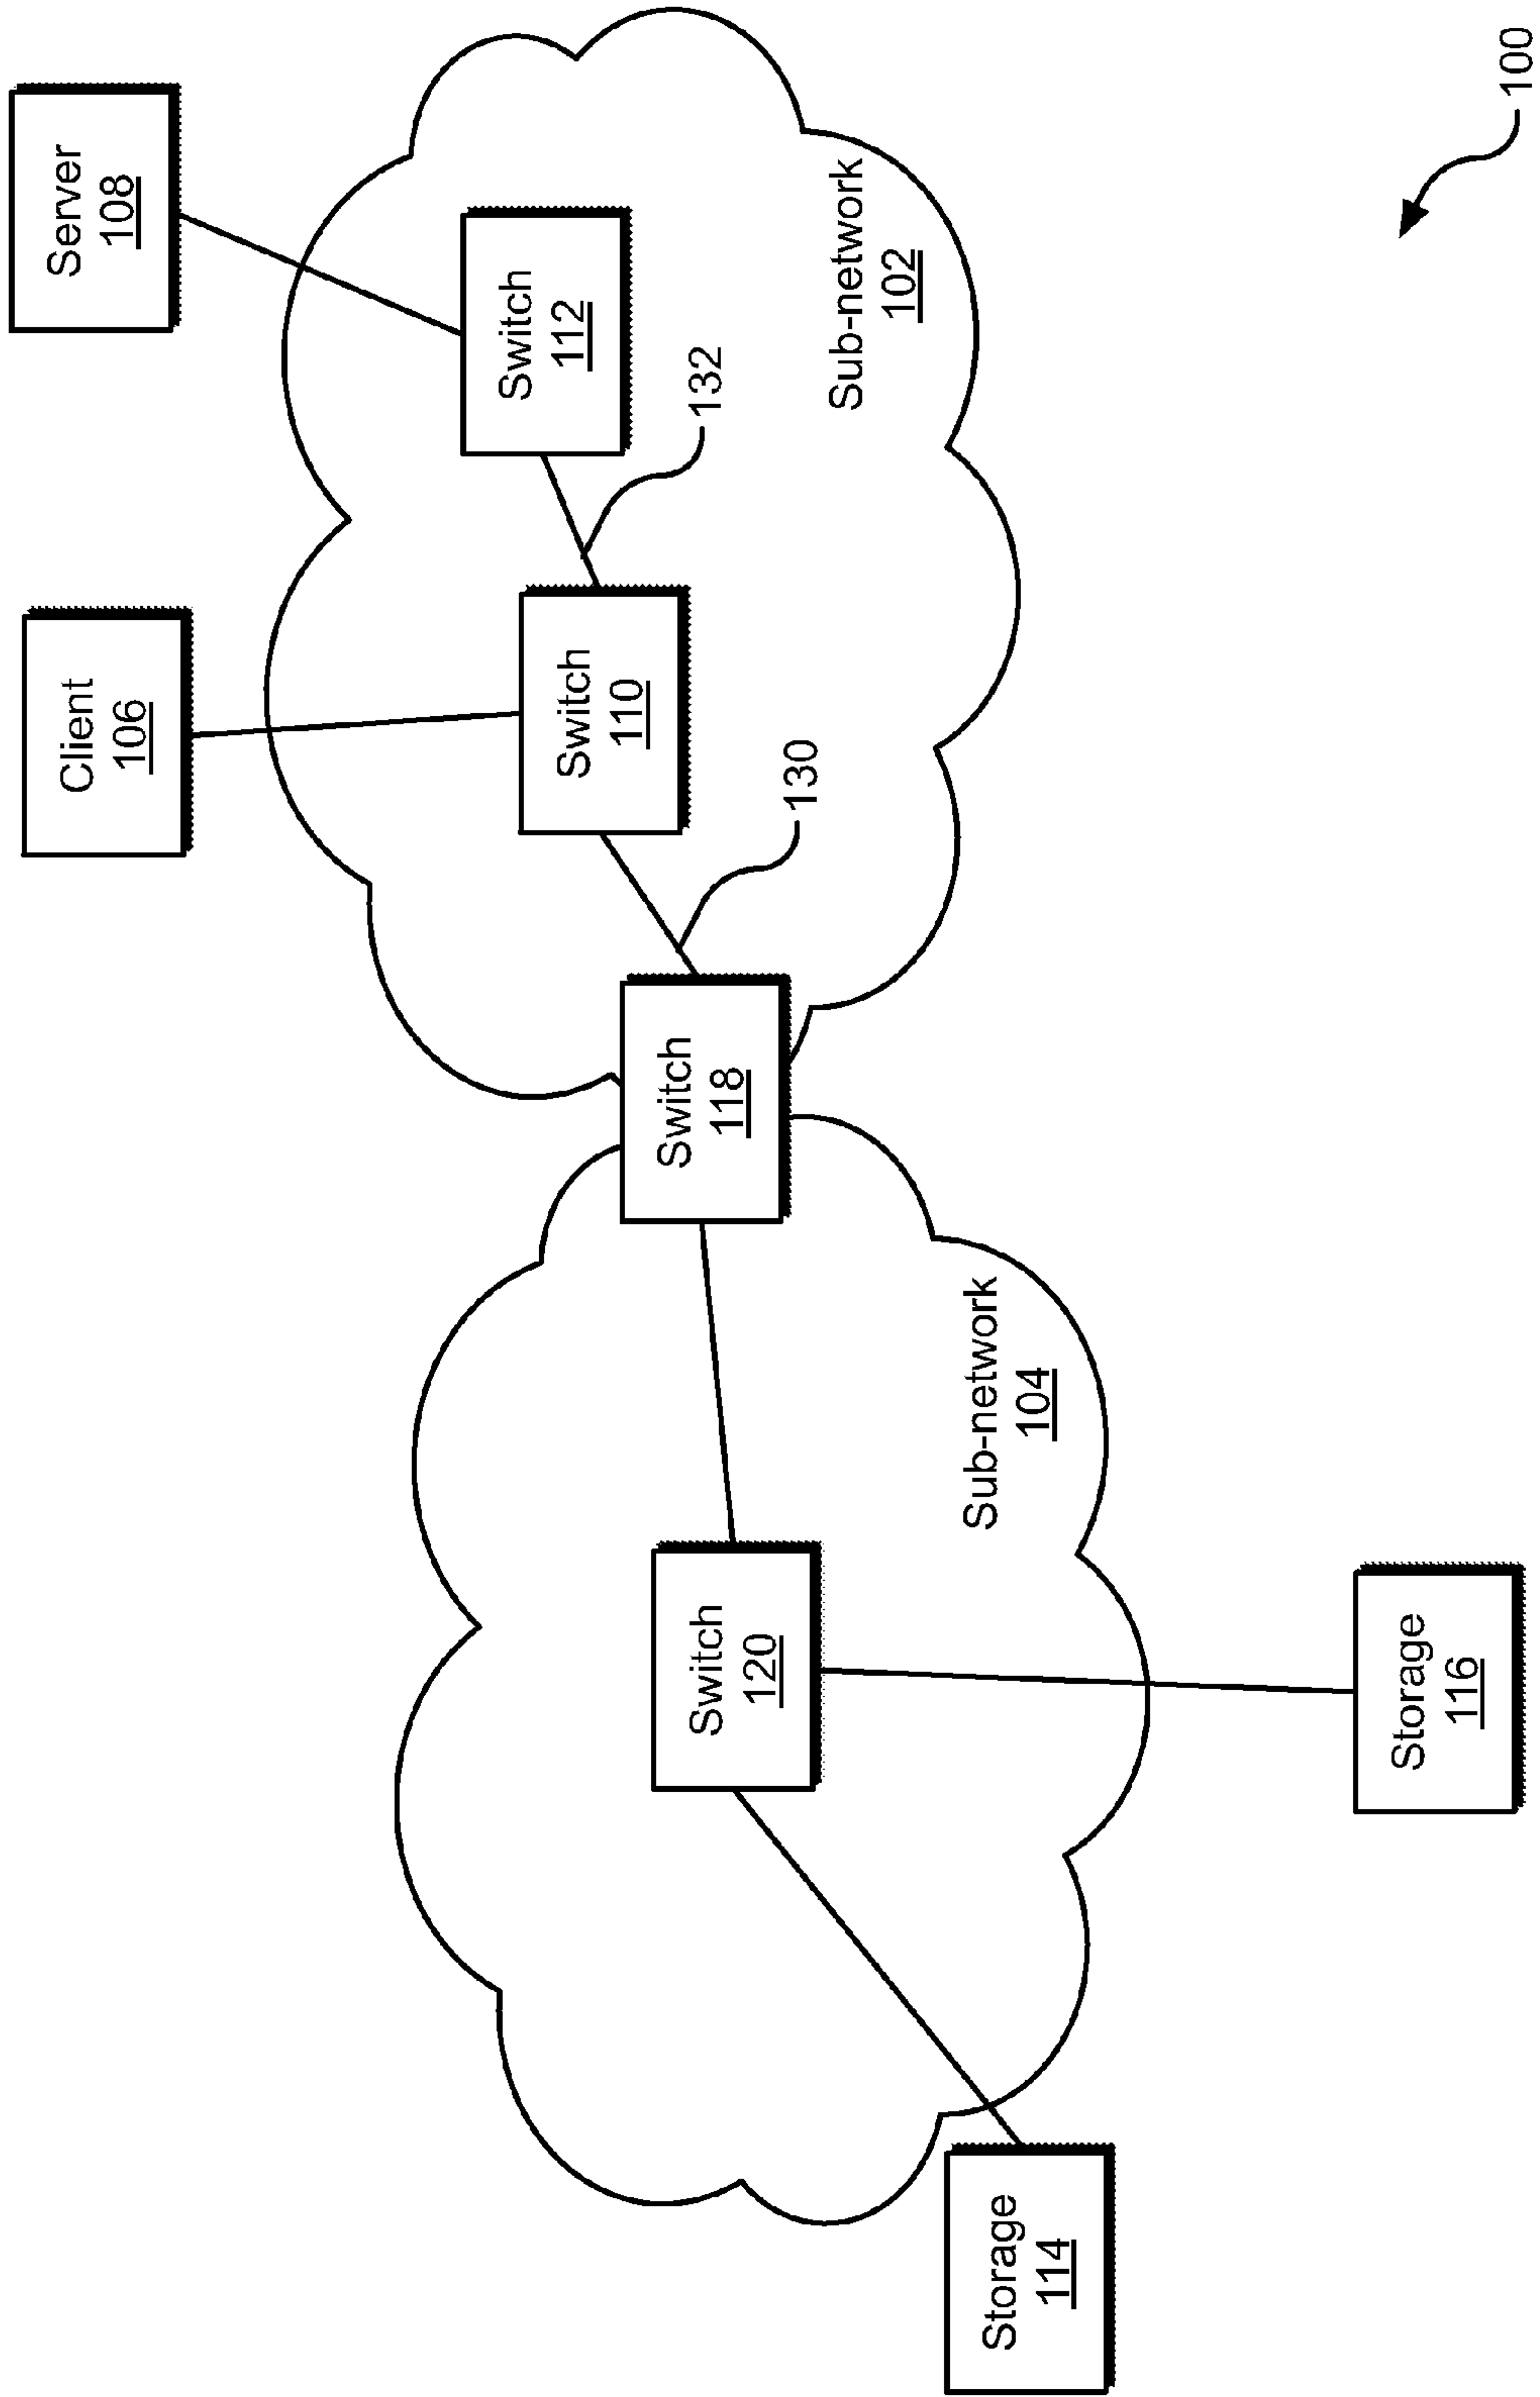 Client
106
Server
108
Switch
110
Switch
112
132
130
Sub-network
102
Switch
118
Switch
120
Sub-network
104
Storage
114
Storage
116
100